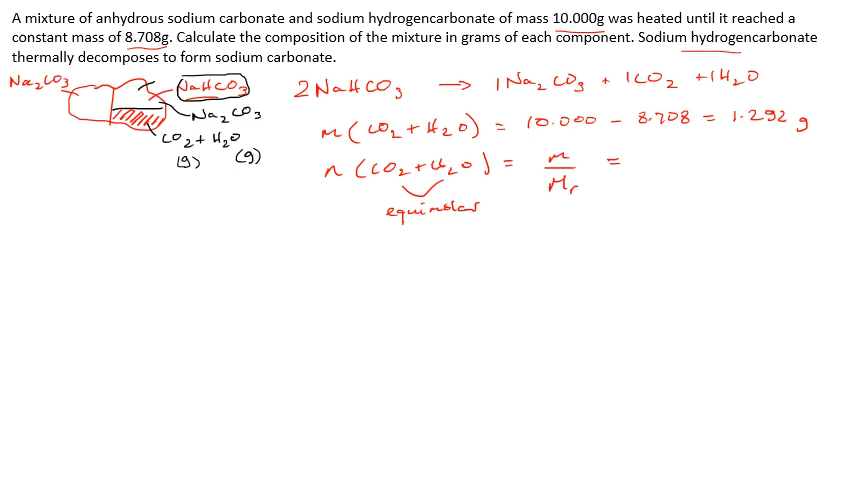 A mixture of anhydrous sodium carbonate and sodium hydrogencarbonate of mass 10.000g was heated until it reached a
constant mass of 8.708g. Calculate the composition of the mixture in grams of each component. Sodium hydrogencarbonate
thermally decomposes to form sodium carbonate.
Na₂CO₃
NaHCO₃
Na₂CO₃
CO₂ + H₂O
(g) (g)
2NaHCO₃ → 1Na₂CO₃ + 1CO₂ + 1H₂O
m(CO₂ + H₂O) = 10.000 - 8.708 = 1.292 g
n(CO₂ + H₂O) = m/Mr =
equimolar